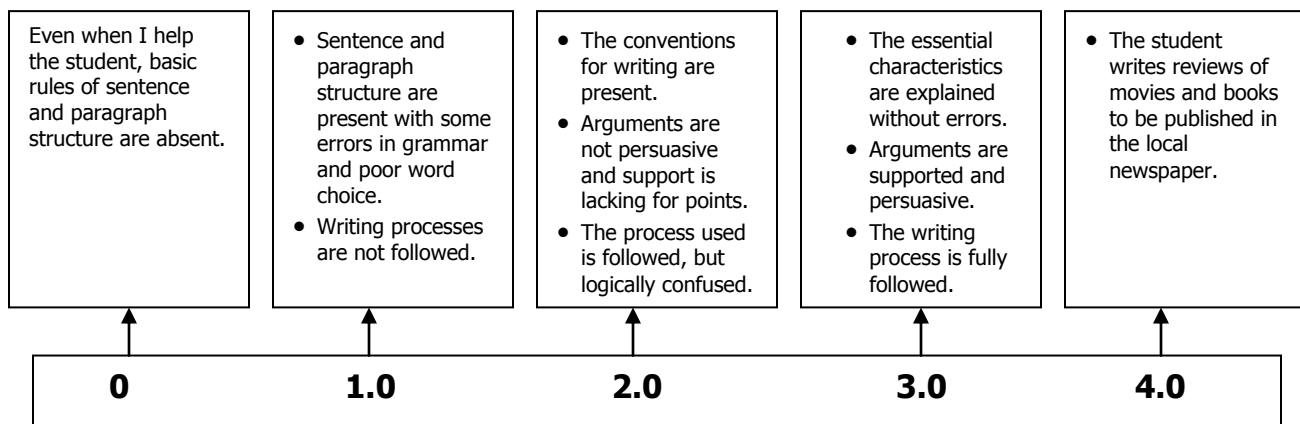 Even when I help
the student, basic
rules of sentence
and paragraph
structure are absent.
• Sentence and
paragraph
structure are
present with some
errors in grammar
and poor word
choice.
• Writing processes
are not followed.
• The conventions
for writing are
present.
• Arguments are
not persuasive
and support is
lacking for points.
• The process used
is followed, but
logically confused.
• The essential
characteristics
are explained
without errors.
• Arguments are
supported and
persuasive.
• The writing
process is fully
followed.
• The student
writes reviews of
movies and books
to be published in
the local
newspaper.
0
1.0
2.0
3.0
4.0